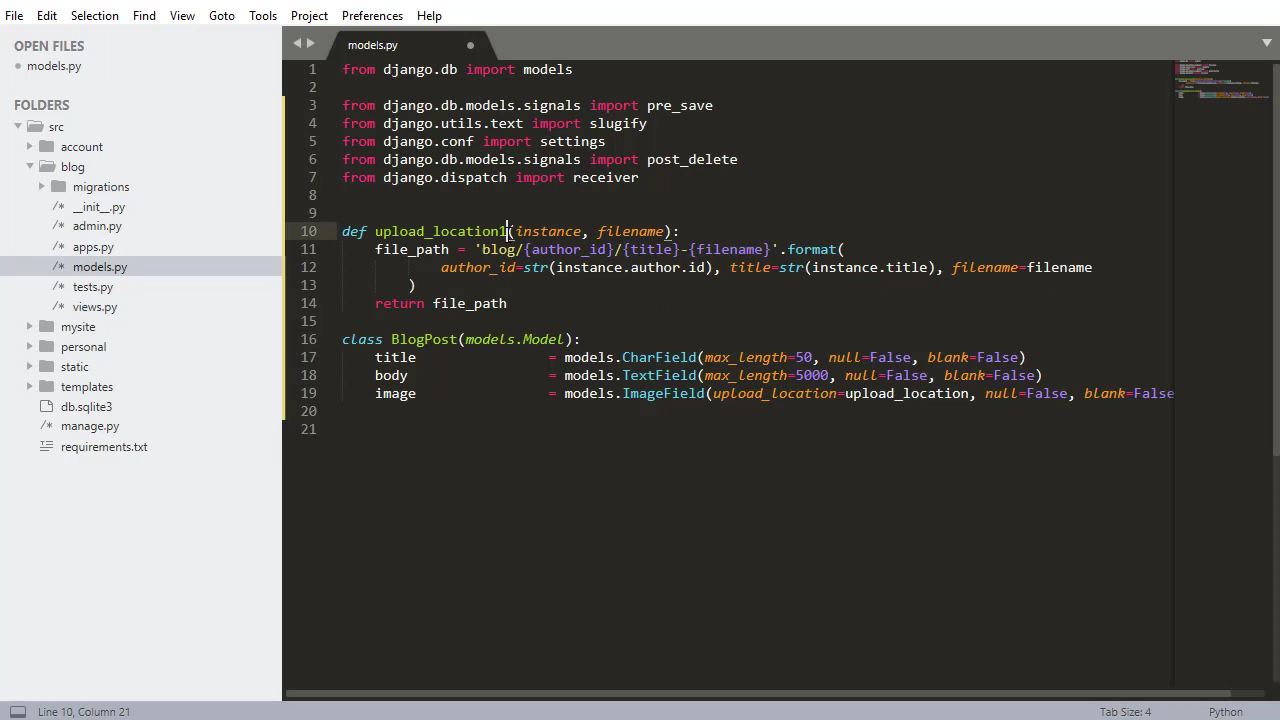 File Edit Selection Find View Goto Tools Project Preferences Help
OPEN FILES
models.py
FOLDERS
src
account
blog
migrations
__init__.py
admin.py
apps.py
models.py
tests.py
views.py
mysite
personal
static
templates
db.sqlite3
manage.py
requirements.txt
models.py
1 from django.db import models
2
3 from django.db.models.signals import pre_save
4 from django.utils.text import slugify
5 from django.conf import settings
6 from django.db.models.signals import post_delete
7 from django.dispatch import receiver
8
9
10 def upload_location1(instance, filename):
11 file_path = 'blog/{author_id}/{title}-{filename}'.format(
12 author_id=str(instance.author.id), title=str(instance.title), filename=filename
13 )
14 return file_path
15
16 class BlogPost(models.Model):
17 title = models.CharField(max_length=50, null=False, blank=False)
18 body = models.TextField(max_length=5000, null=False, blank=False)
19 image = models.ImageField(upload_location=upload_location, null=False, blank=False
20
21
Line 10, Column 21 Tab Size: 4 Python